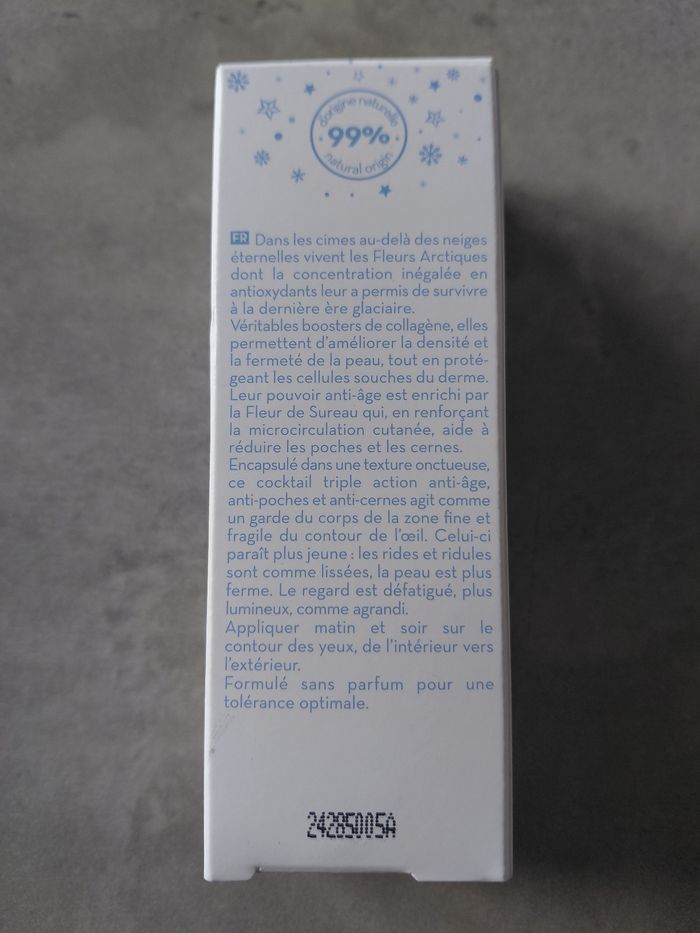 d'origine naturelle
99%
natural origin
FR Dans les cimes au-delà des neiges
éternelles vivent les Fleurs Arctiques
dont la concentration inégalée en
antioxydants leur a permis de survivre
à la dernière ère glaciaire.
Véritables boosters de collagène, elles
permettent d'améliorer la densité et
la fermeté de la peau, tout en proté-
geant les cellules souches du derme.
Leur pouvoir anti-âge est enrichi par
la Fleur de Sureau qui, en renforçant
la microcirculation cutanée, aide à
réduire les poches et les cernes.
Encapsulé dans une texture onctueuse,
ce cocktail triple action anti-âge,
anti-poches et anti-cernes agit comme
un garde du corps de la zone fine et
fragile du contour de l'œil. Celui-ci
paraît plus jeune : les rides et ridules
sont comme lissées, la peau est plus
ferme. Le regard est défatigué, plus
lumineux, comme agrandi.
Appliquer matin et soir sur le
contour des yeux, de l'intérieur vers
l'extérieur.
Formulé sans parfum pour une
tolérance optimale.
24285005A